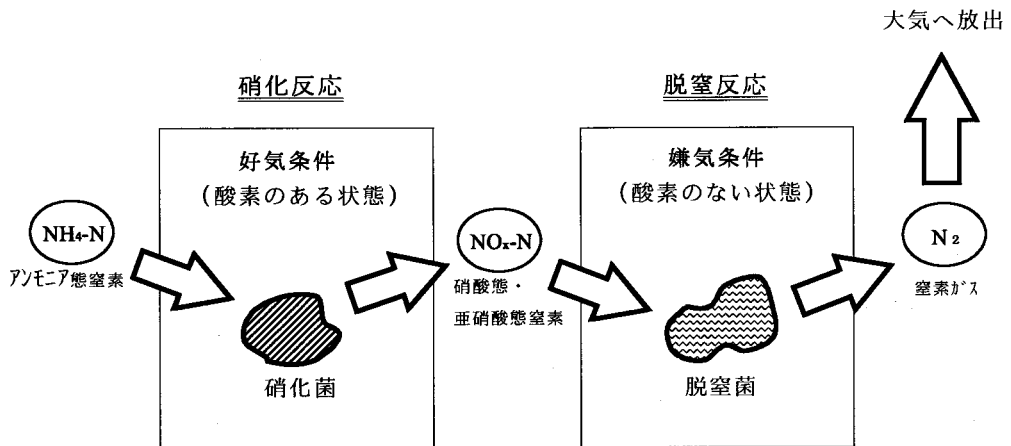 大気へ放出
硝化反応
脱窒反応
好気条件
(酸素のある状態)
嫌気条件
(酸素のない状態)
NH₄-N
アンモニア態窒素
NOₓ-N
硝酸態・
亜硝酸態窒素
N₂
窒素ガス
硝化菌
脱窒菌